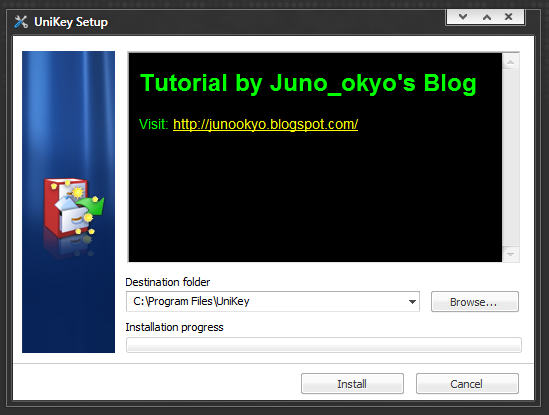 UniKey Setup
Tutorial by Juno_okyo's Blog
Visit: http://junookyo.blogspot.com/
Destination folder
C:\Program Files\UniKey
Browse...
Installation progress
Install
Cancel